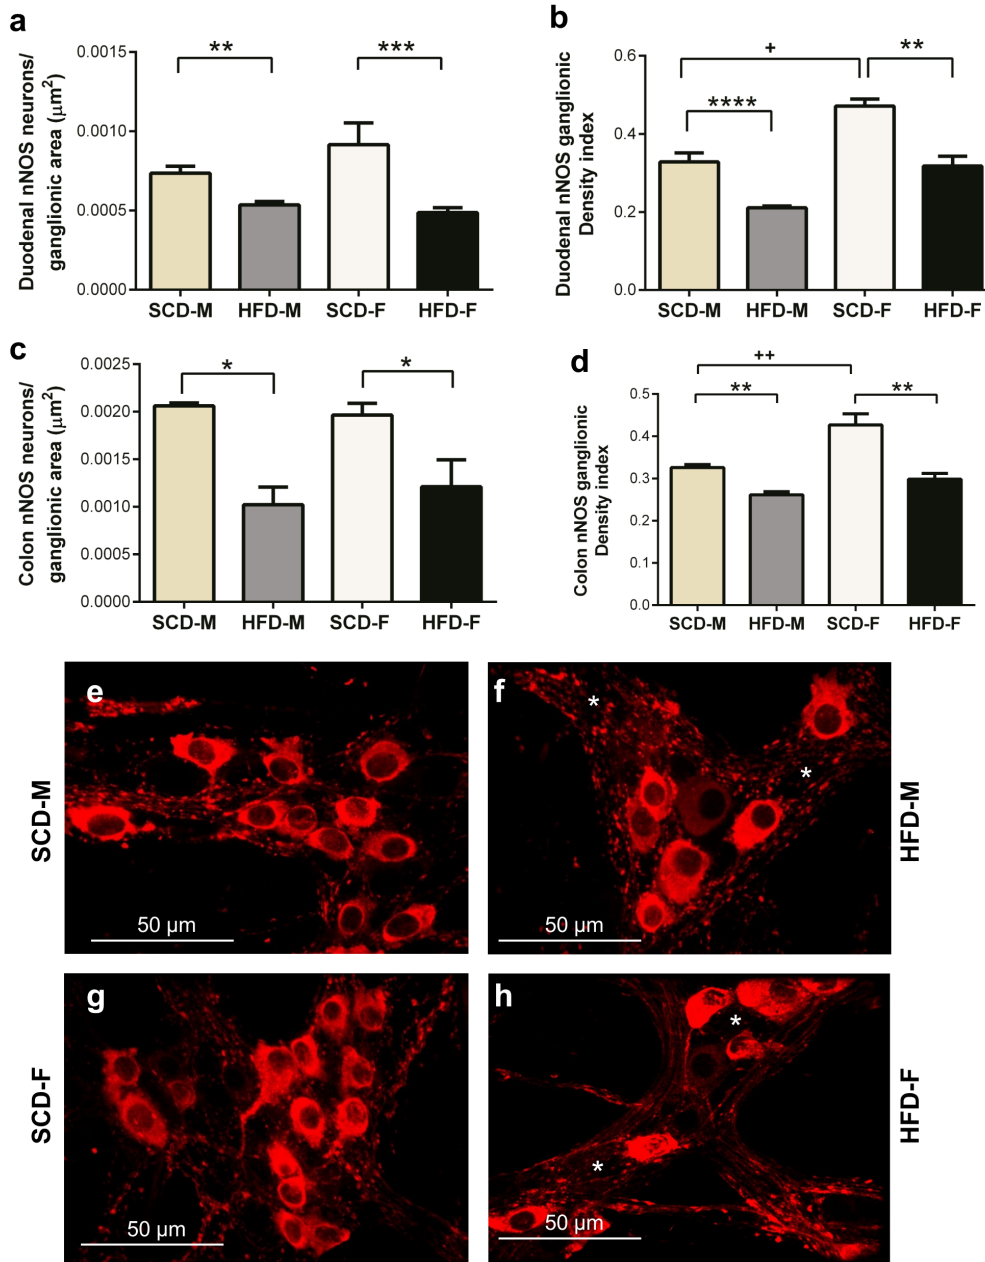 a
Duodenal nNOS neurons/
ganglionic area (μm²)
0.0015
0.0010
0.0005
0.0000
**
***
SCD-M HFD-M SCD-F HFD-F
b
Duodenal nNOS ganglionic
Density index
0.6
0.4
0.2
0.0
+
**
****
SCD-M HFD-M SCD-F HFD-F
c
Colon nNOS neurons/
ganglionic area (μm²)
0.0025
0.0020
0.0015
0.0010
0.0005
0.0000
*
*
SCD-M HFD-M SCD-F HFD-F
d
Colon nNOS ganglionic
Density index
0.5
0.4
0.3
0.2
0.1
0.0
++
**
**
SCD-M HFD-M SCD-F HFD-F
SCD-M
e
50 μm
f
*
*
50 μm
HFD-M
SCD-F
g
50 μm
h
*
*
50 μm
HFD-F